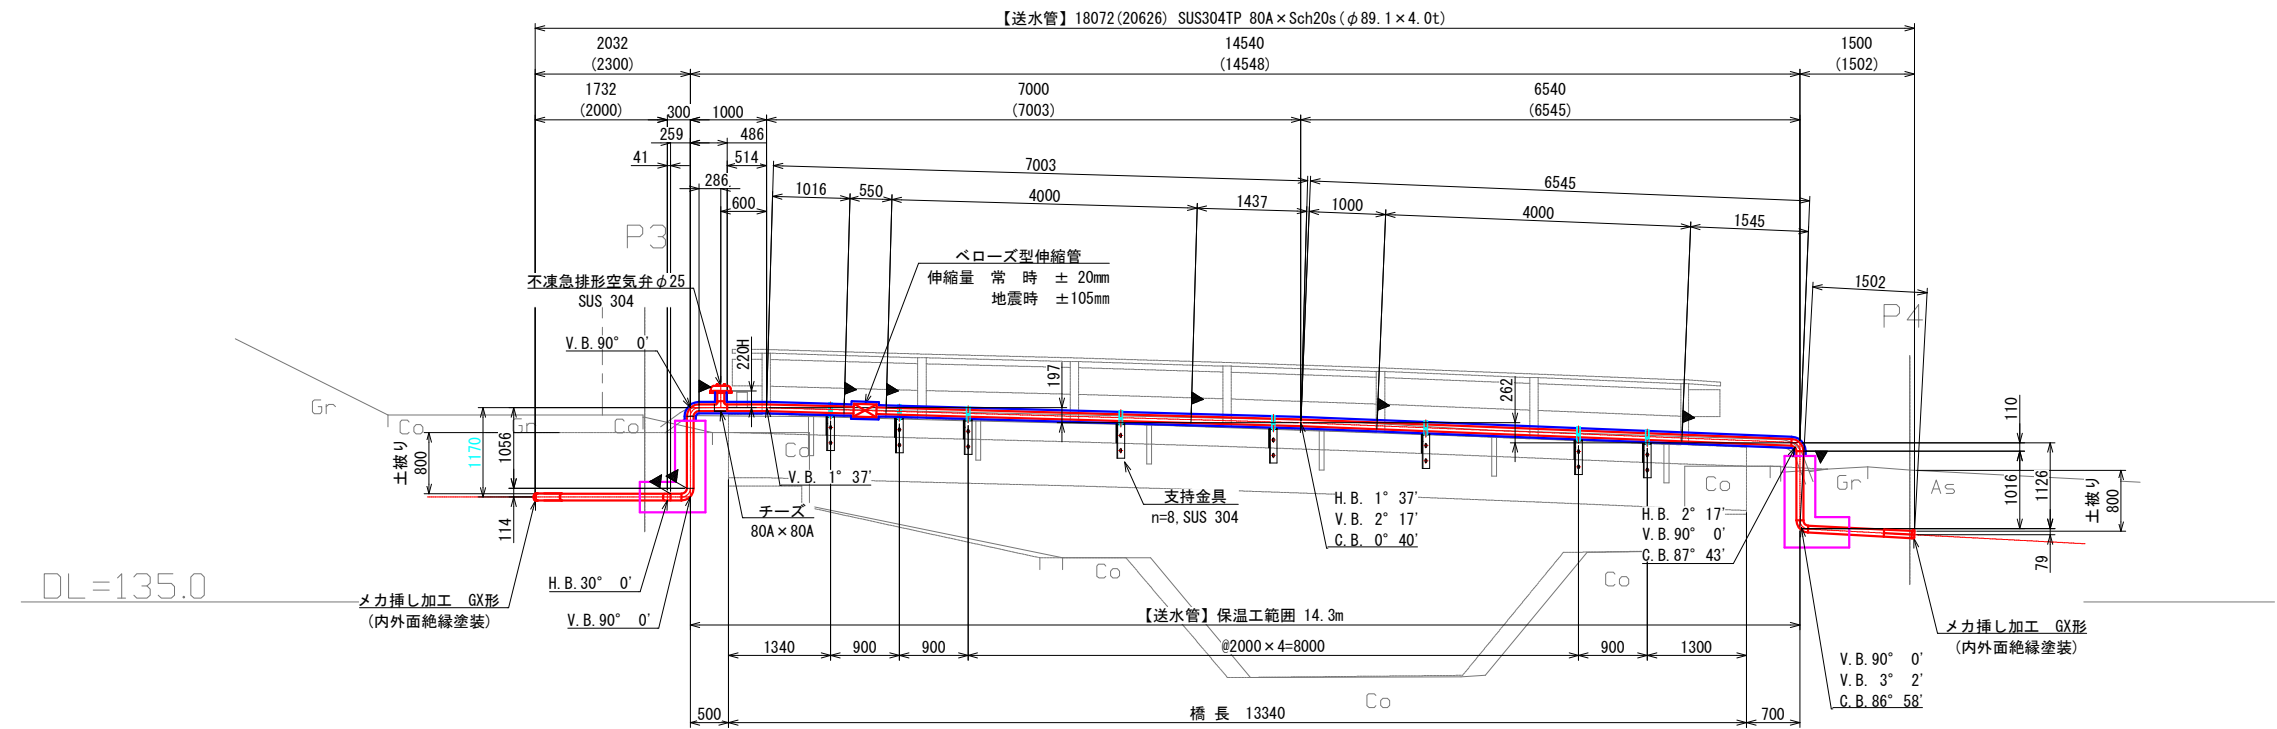 【送水管】18072(20626) SUS304TP 80A×Sch20s(φ89.1×4.0t)
2032
(2300)
14540
(14548)
1500
(1502)
1732
(2000)
300
1000
7000
(7003)
6540
(6545)
259
486
41
514
7003
286
1016
550
4000
1437
6545
600
1000
4000
1545
P3
ベローズ型伸縮管
伸縮量 常 時 ± 20mm
地震時 ±105mm
不凍急排形空気弁φ25
SUS 304
1502
P4
V.B.90° 0'
220H
197
262
110
Gr
Co
Gr
Co
Co
土被り
800
1170
1056
114
V.B. 1° 37'
チーズ
80A×80A
支持金具
n=8,SUS 304
H.B. 1° 37'
V.B. 2° 17'
C.B. 0° 40'
H.B. 2° 17'
V.B.90° 0'
C.B.87° 43'
Co
Gr
As
1016
1126
土被り
800
79
DL=135.0
H.B.30° 0'
メカ挿し加工 GX形
(内外面絶縁塗装)
V.B.90° 0'
Co
Co
【送水管】保温工範囲 14.3m
メカ挿し加工 GX形
(内外面絶縁塗装)
1340
900
900
@2000×4=8000
900
1300
V.B.90° 0'
V.B. 3° 2'
C.B.86° 58'
Co
500
橋 長 13340
700